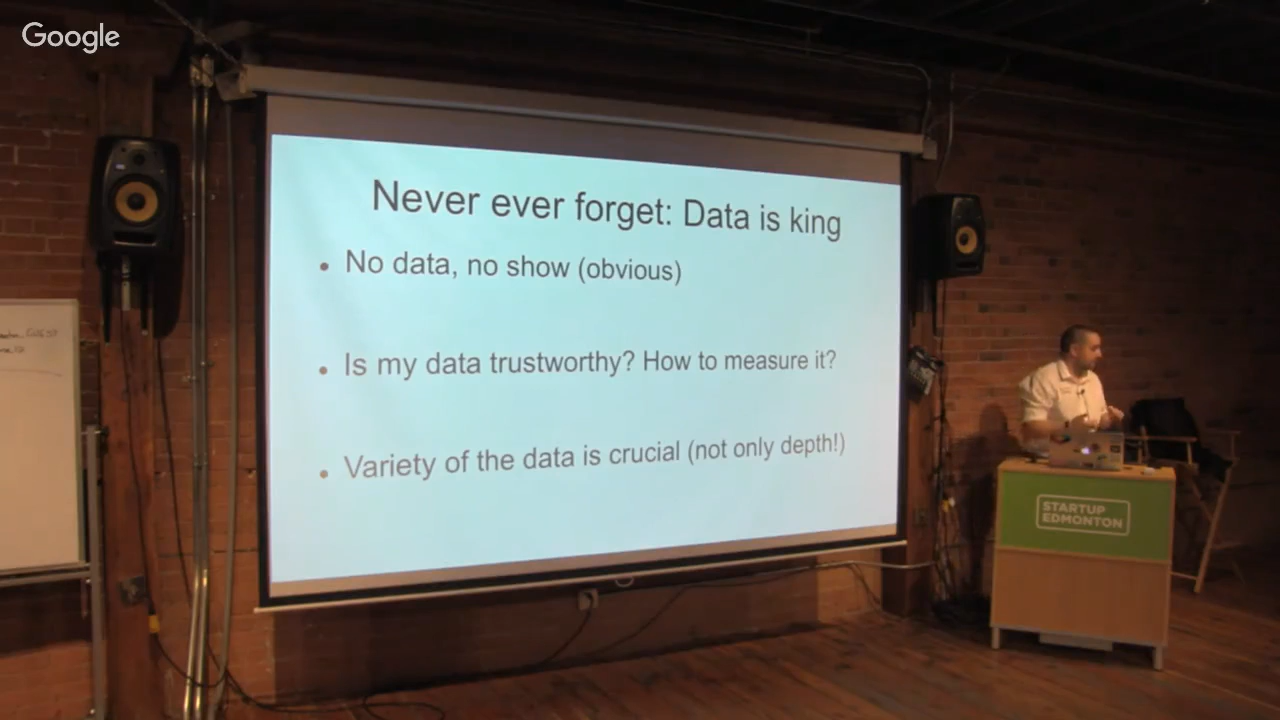 Google
Never ever forget: Data is king
• No data, no show (obvious)
• Is my data trustworthy? How to measure it?
• Variety of the data is crucial (not only depth!)
STARTUP
EDMONTON